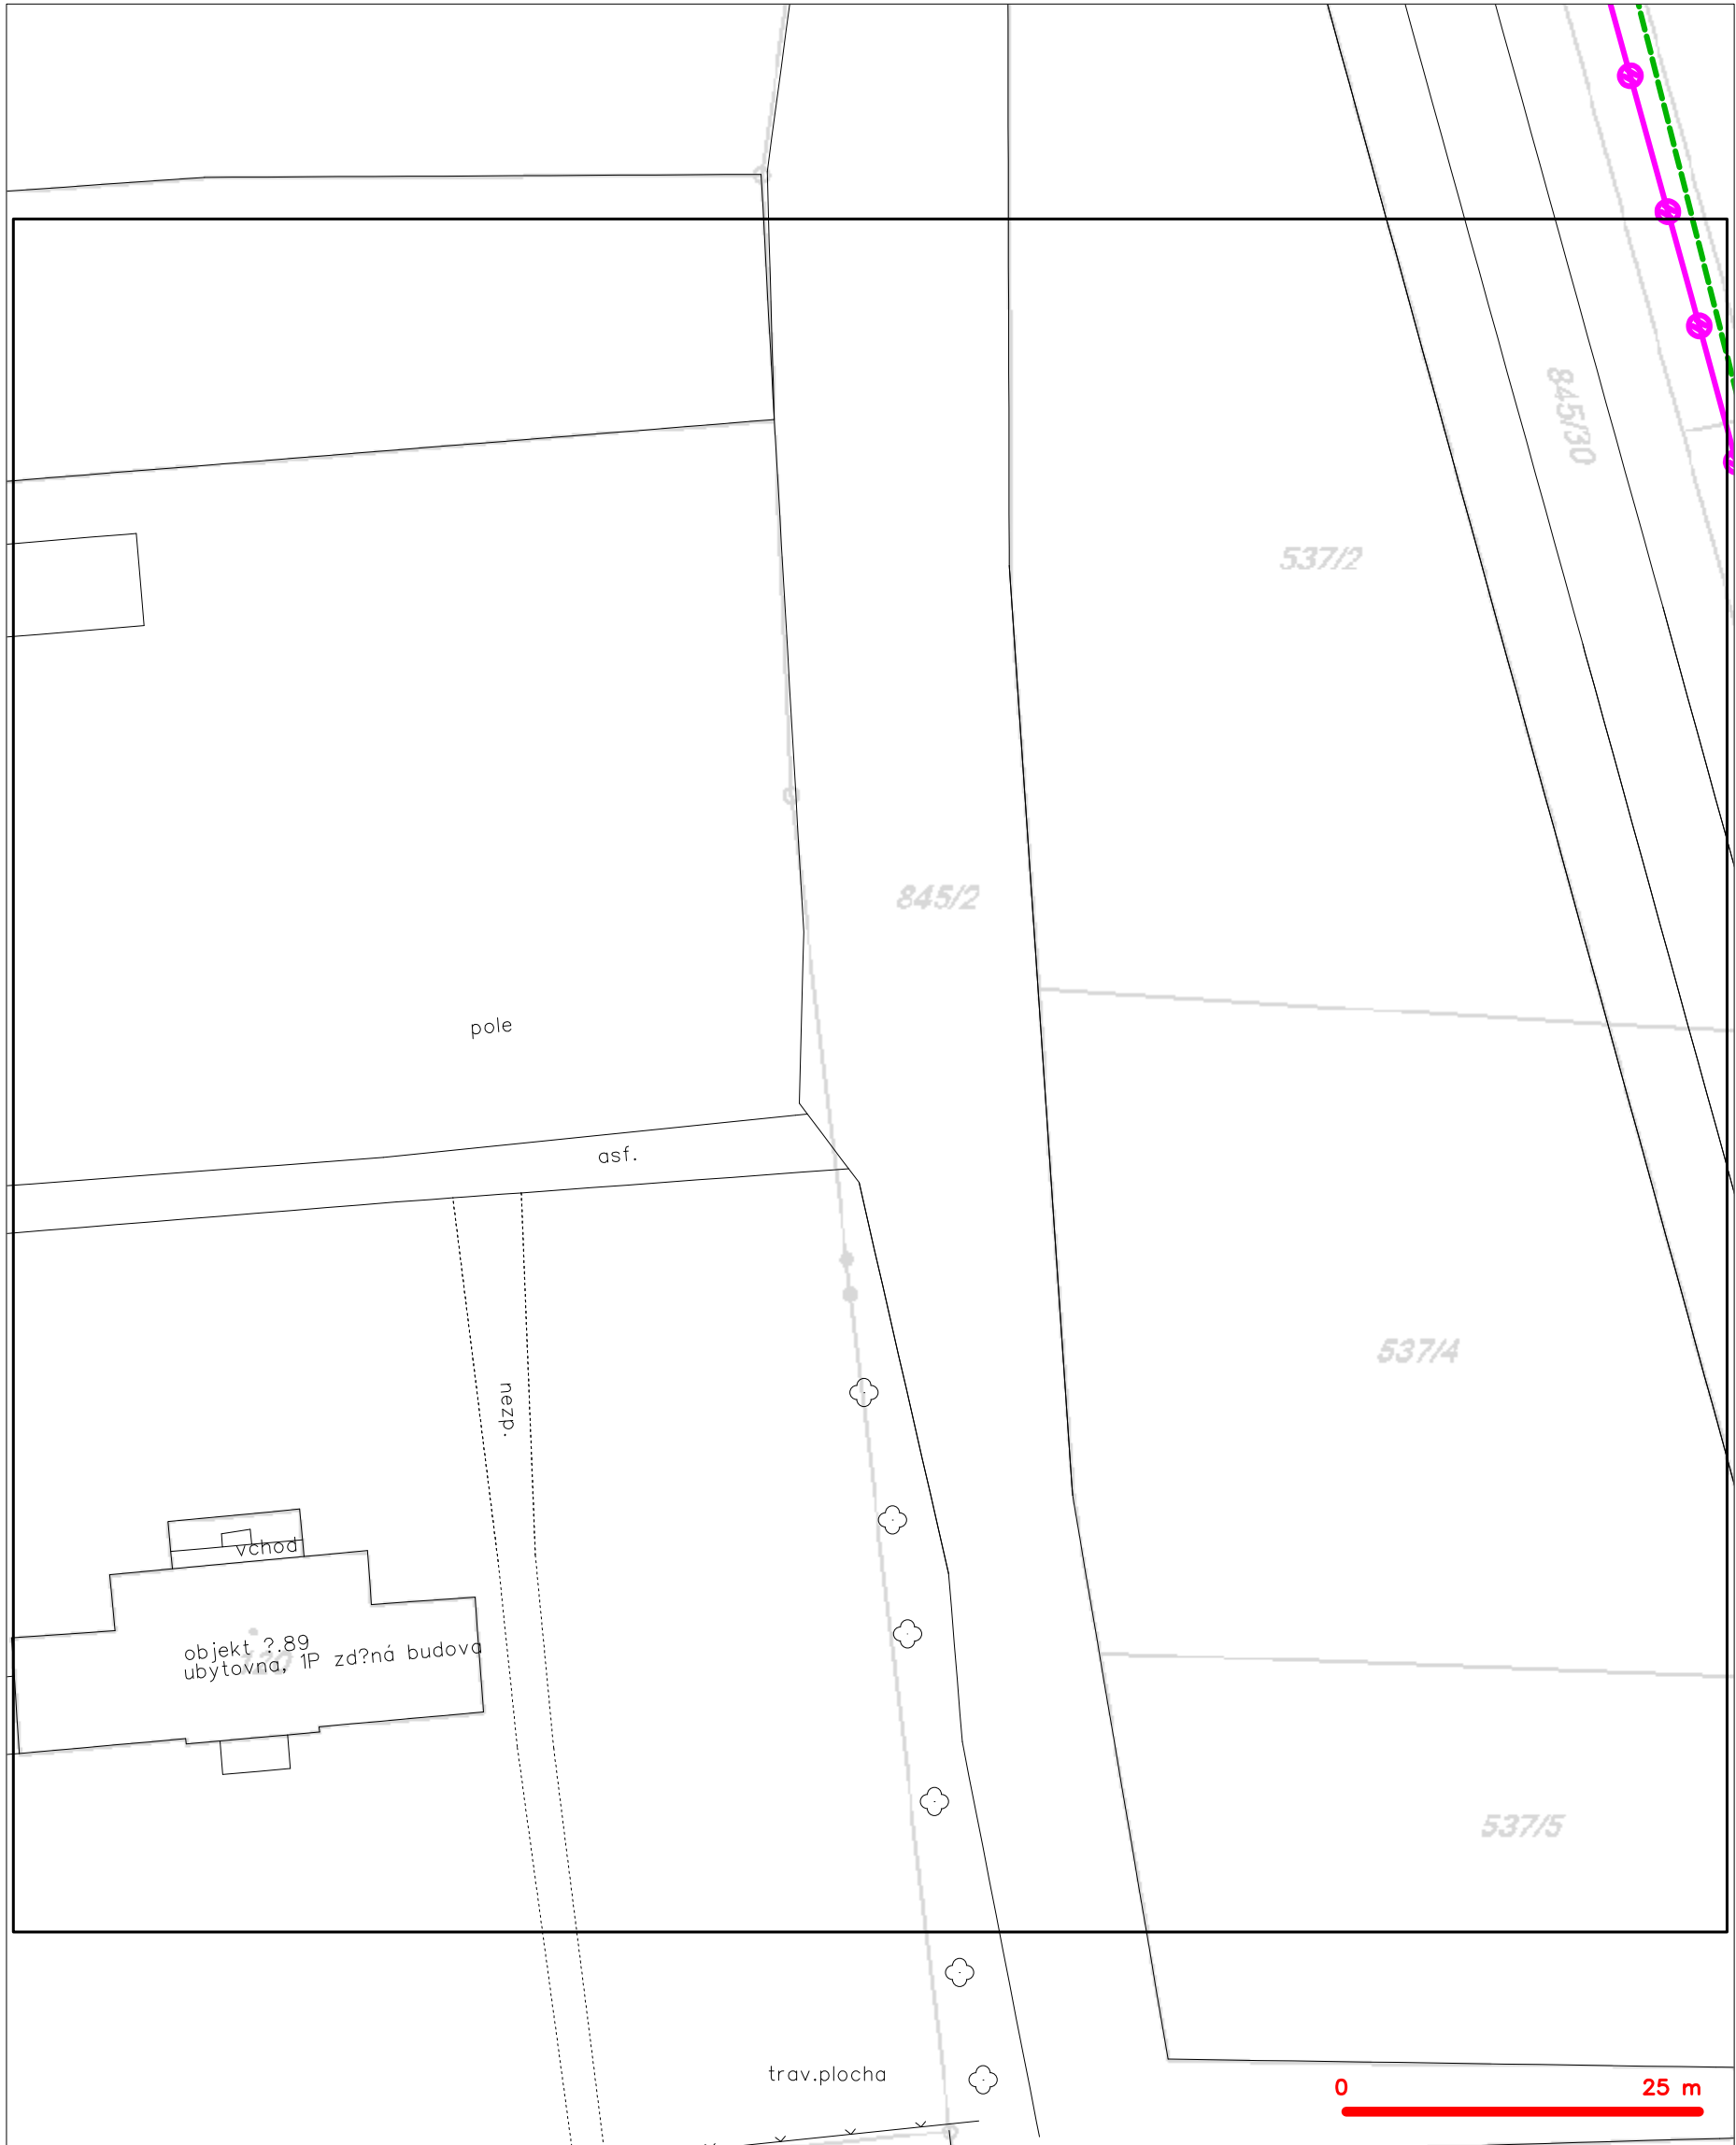 845/30
537/2
845/2
pole
asf.
537/4
nezp.
vchod
objekt ?.89
ubytovna, 1P zd?ná budova
537/5
trav.plocha
0 25 m